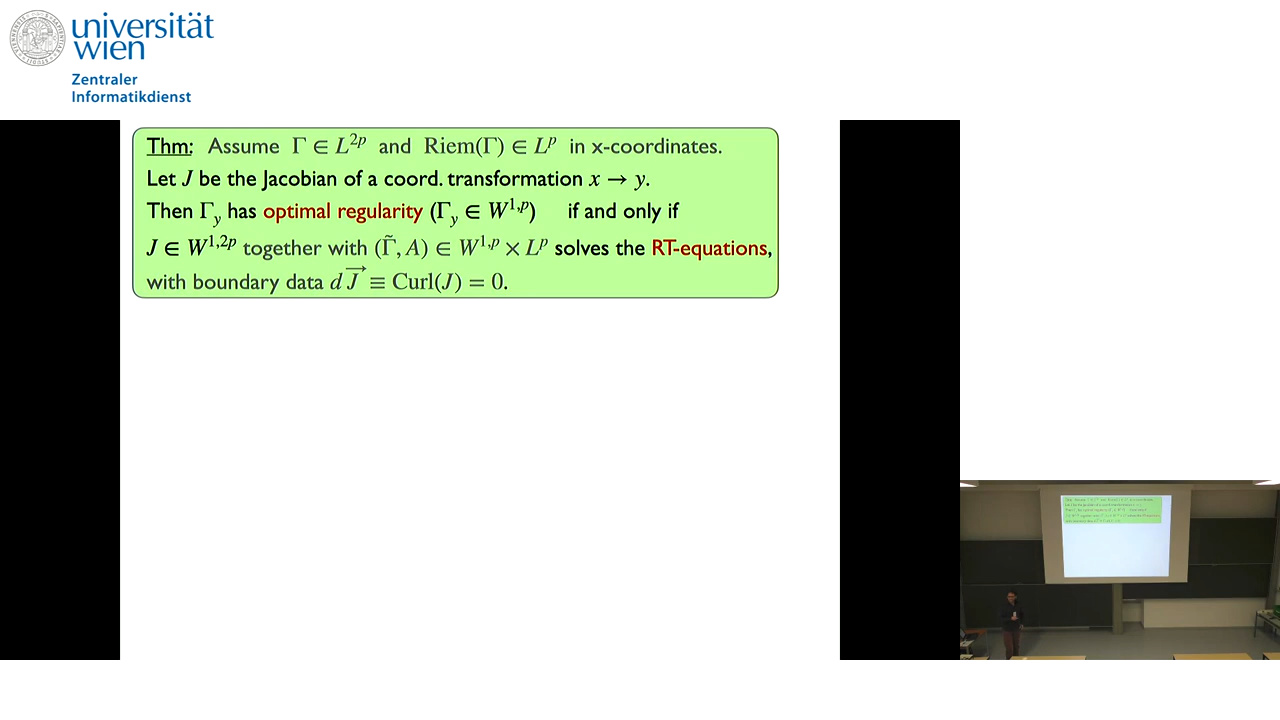 universität
wien
Zentraler
Informatikdienst
Thm: Assume Γ ∈ L^{2p} and Riem(Γ) ∈ L^p in x-coordinates.
Let J be the Jacobian of a coord. transformation x → y.
Then Γ_y has optimal regularity (Γ_y ∈ W^{1,p}) if and only if
J ∈ W^{1,2p} together with (Γ̃, A) ∈ W^{1,p} × L^p solves the RT-equations,
with boundary data d\overrightarrow{J} ≡ Curl(J) = 0.